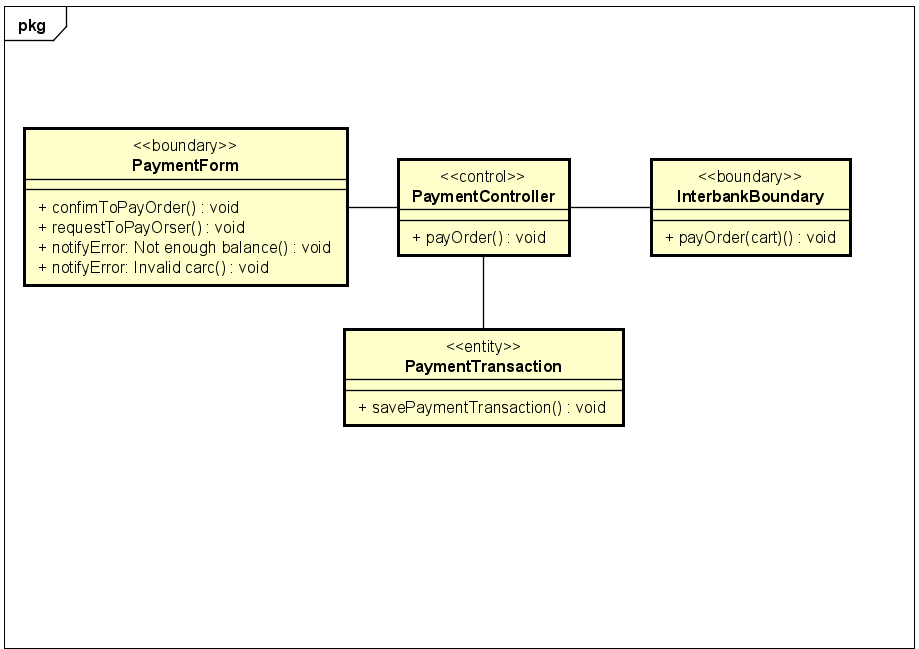 pkg
<<boundary>>
PaymentForm
+ confimToPayOrder() : void
+ requestToPayOrser() : void
+ notifyError: Not enough balance() : void
+ notifyError: Invalid carc() : void
<<control>>
PaymentController
+ payOrder() : void
<<boundary>>
InterbankBoundary
+ payOrder(cart)() : void
<<entity>>
PaymentTransaction
+ savePaymentTransaction() : void